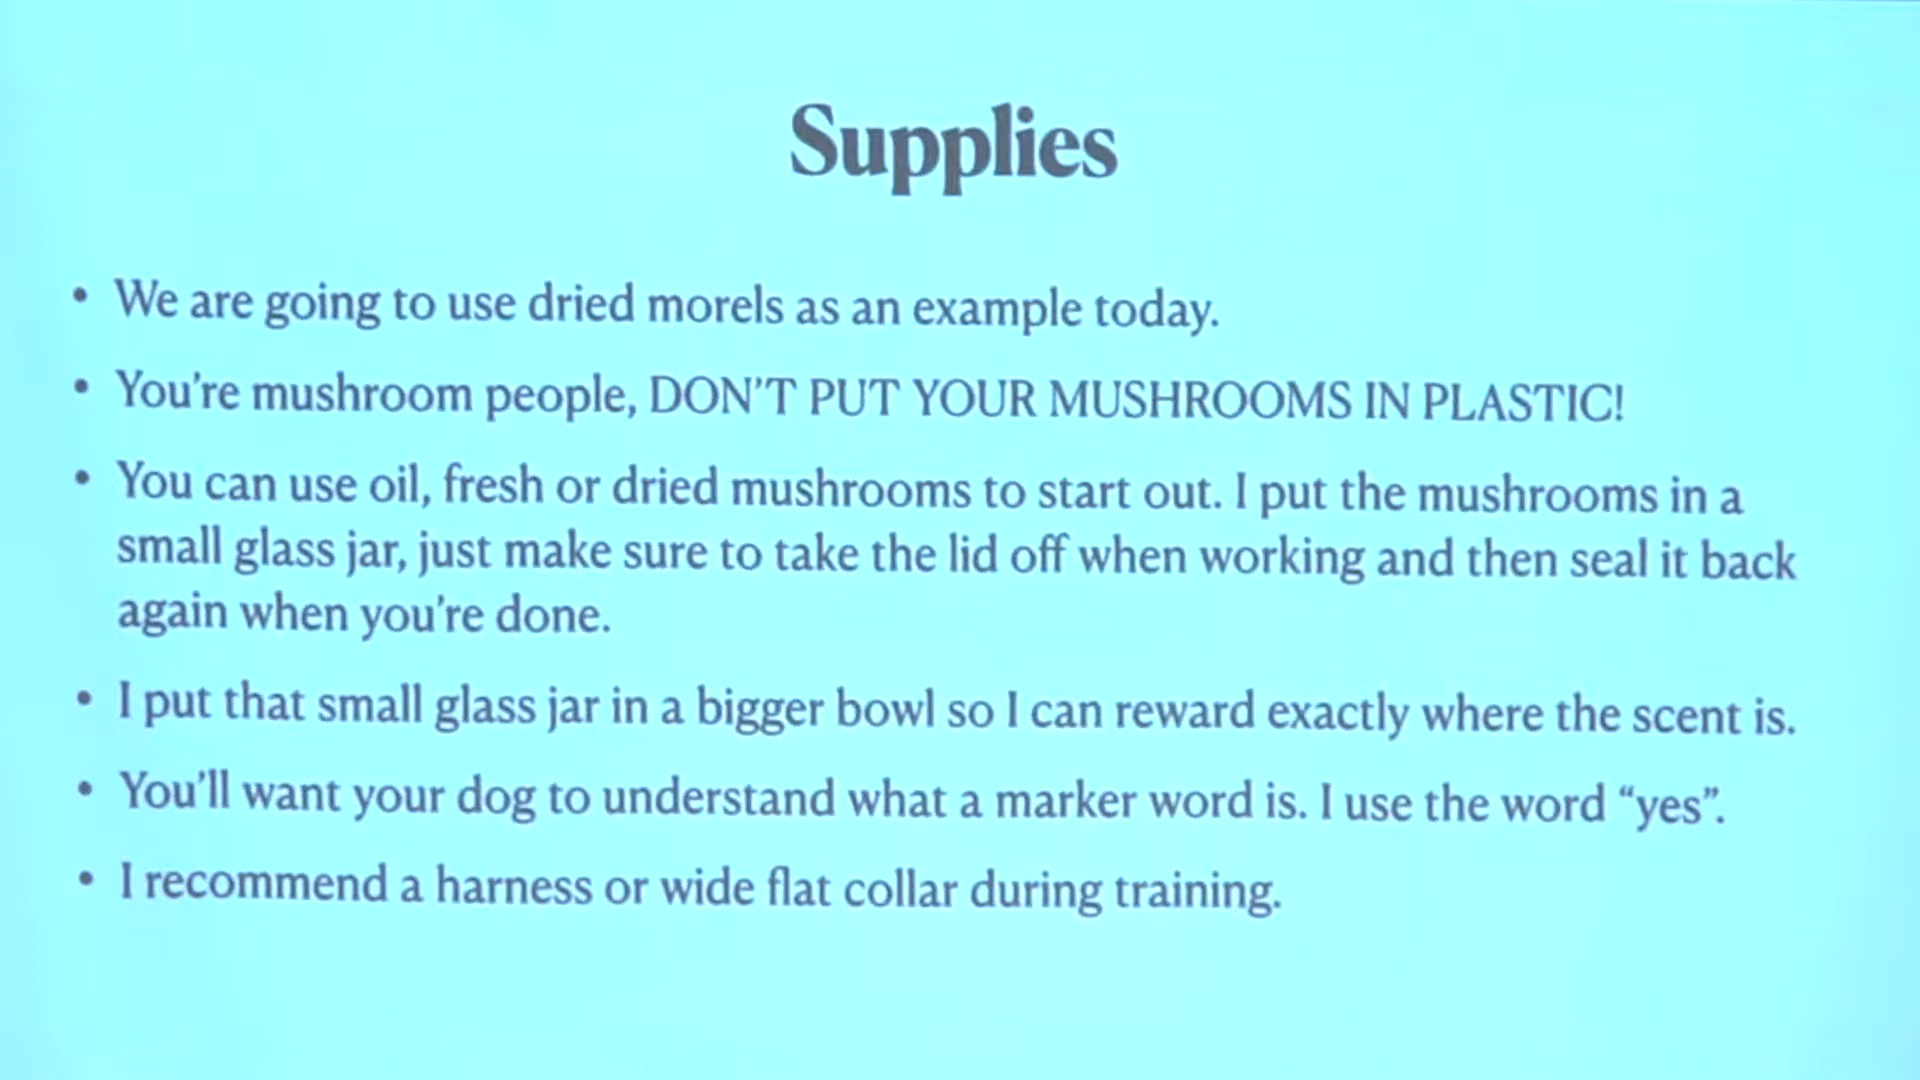 Supplies
• We are going to use dried morels as an example today.
• You're mushroom people, DON'T PUT YOUR MUSHROOMS IN PLASTIC!
• You can use oil, fresh or dried mushrooms to start out. I put the mushrooms in a
small glass jar, just make sure to take the lid off when working and then seal it back
again when you're done.
• I put that small glass jar in a bigger bowl so I can reward exactly where the scent is.
• You'll want your dog to understand what a marker word is. I use the word “yes”.
• I recommend a harness or wide flat collar during training.